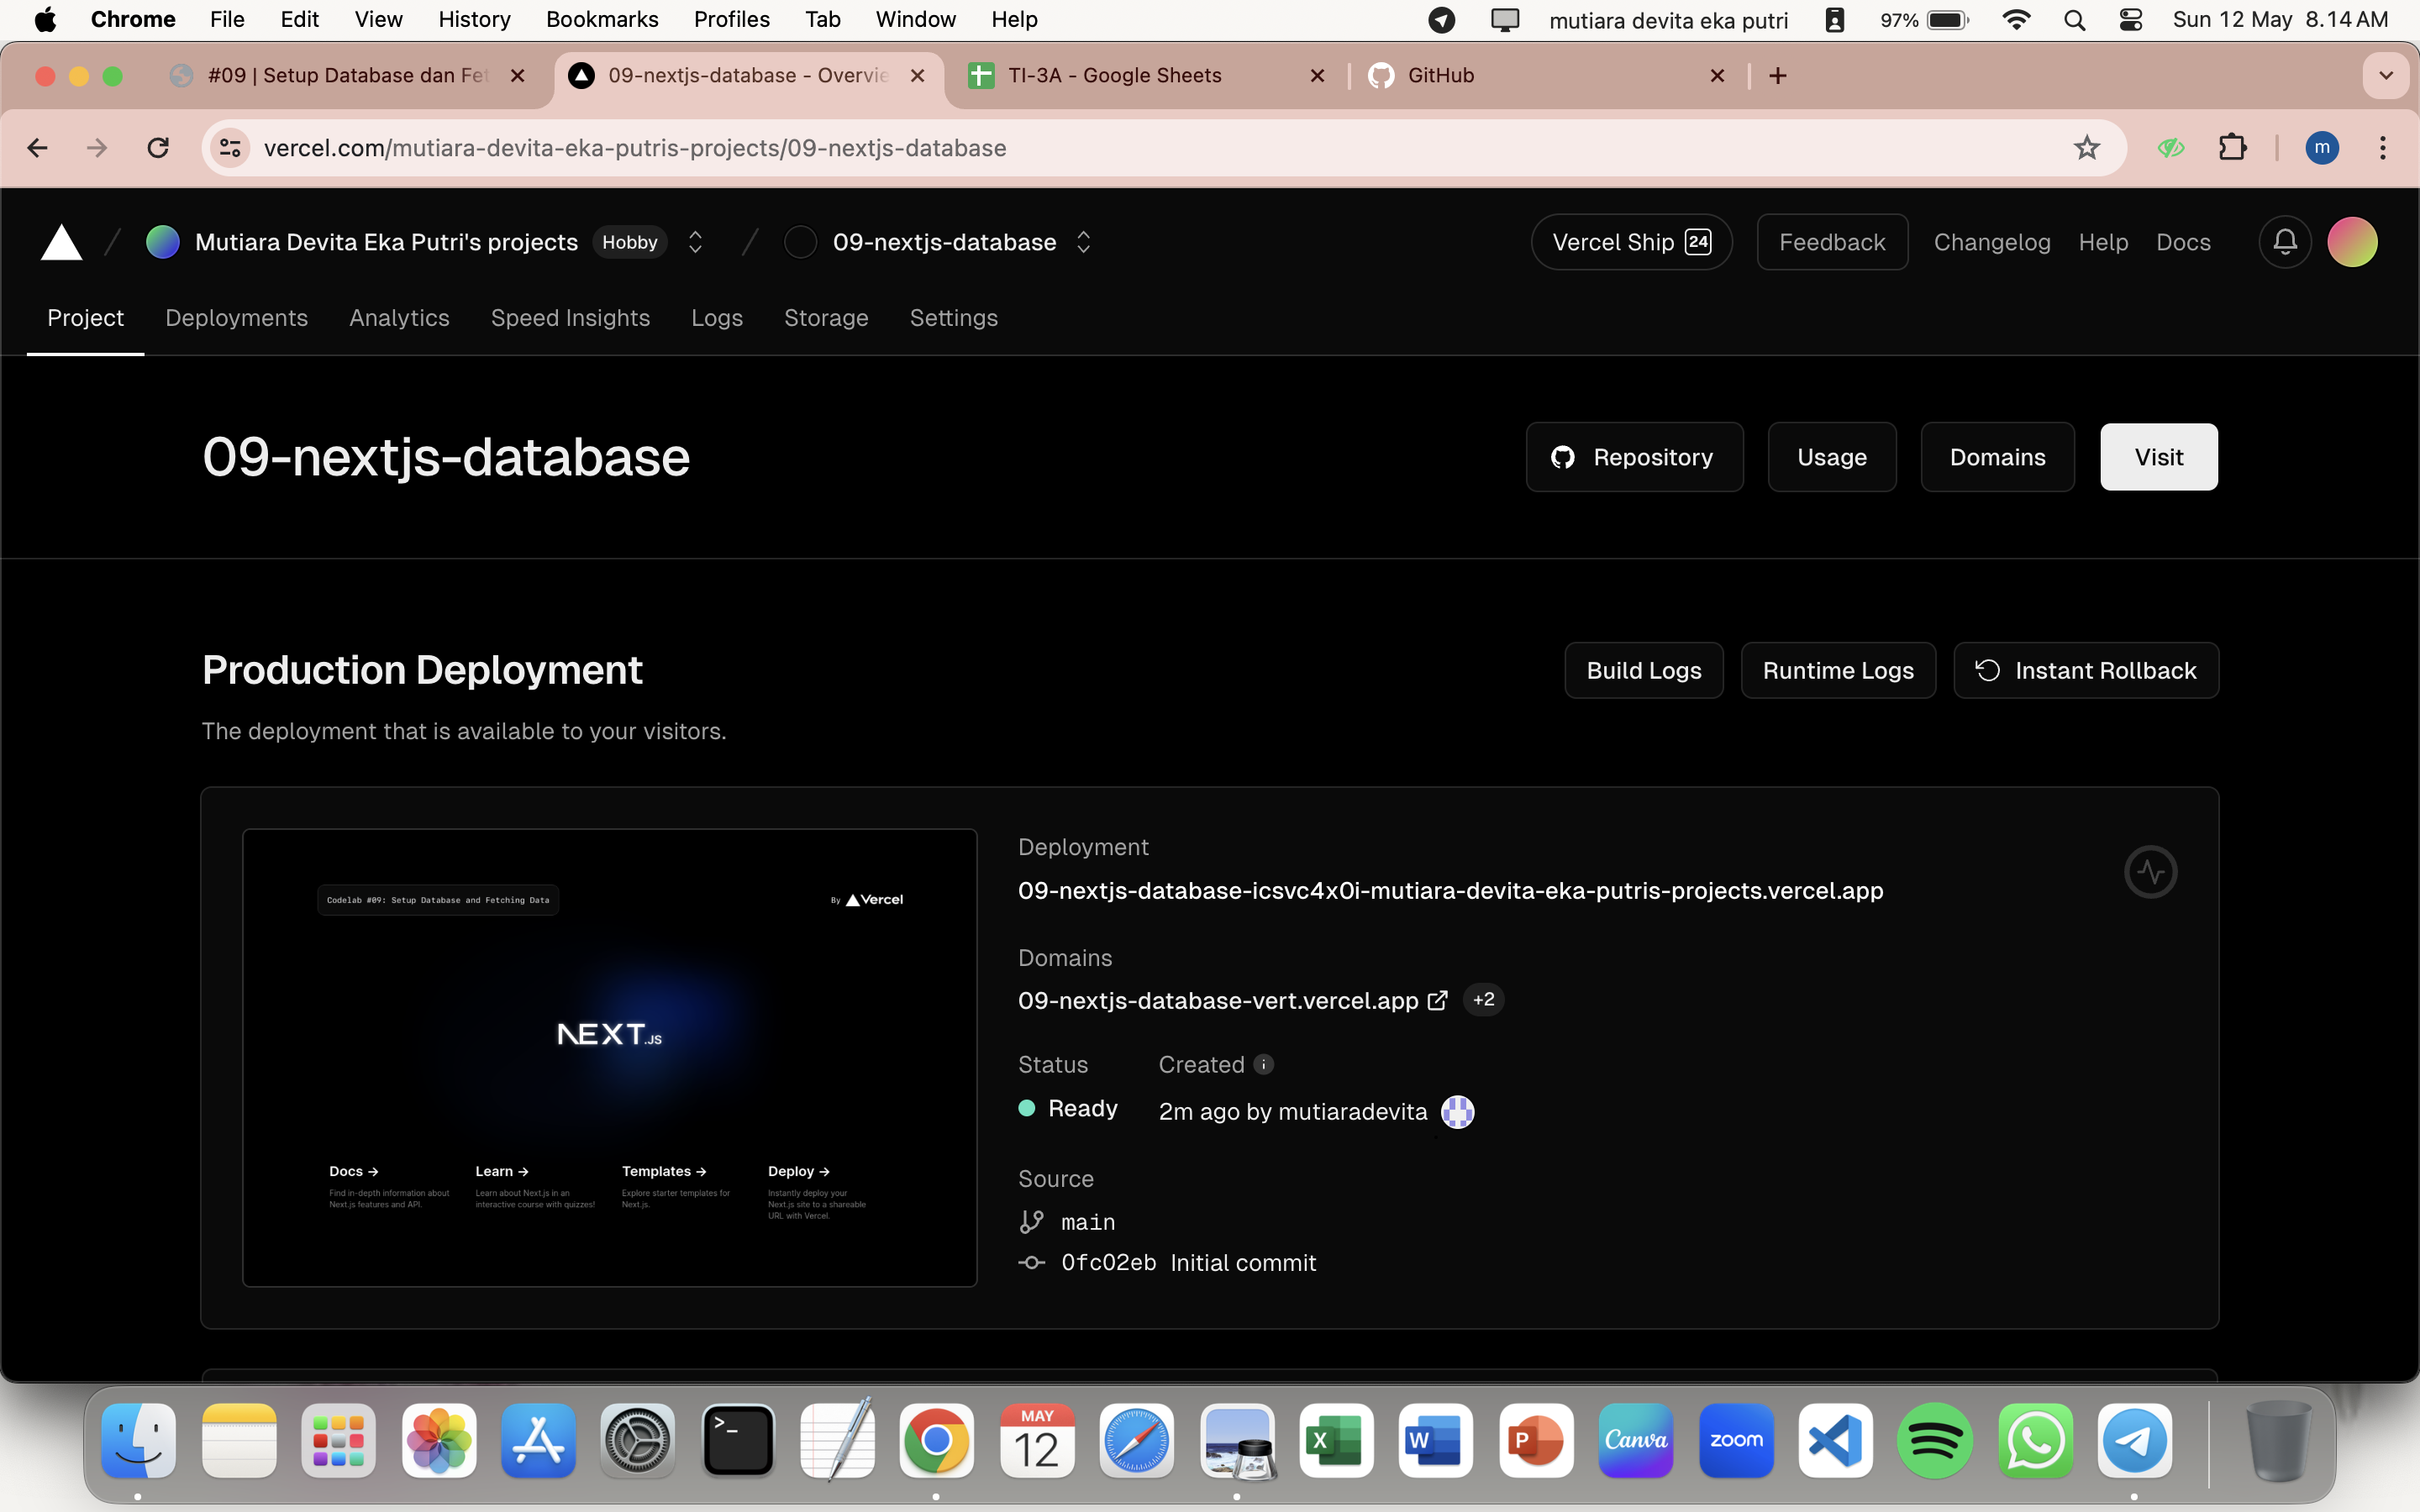 Chrome File Edit View History Bookmarks Profiles Tab Window Help mutiara devita eka putri 97% Sun 12 May 8.14 AM
#09 | Setup Database dan Fet 09-nextjs-database - Overvie TI-3A - Google Sheets GitHub
vercel.com/mutiara-devita-eka-putris-projects/09-nextjs-database m
Mutiara Devita Eka Putri's projects Hobby 09-nextjs-database Vercel Ship 24 Feedback Changelog Help Docs
Project Deployments Analytics Speed Insights Logs Storage Settings
09-nextjs-database Repository Usage Domains Visit
Production Deployment Build Logs Runtime Logs Instant Rollback
The deployment that is available to your visitors.
Codelab #09: Setup Database and Fetching Data By Vercel
NEXT.JS
Docs → Learn → Templates → Deploy →
Find in-depth information about Learn about Next.js in an Explore starter templates for Instantly deploy your
Next.js features and API. interactive course with quizzes! Next.js. Next.js site to a shareable
URL with Vercel.
Deployment
09-nextjs-database-icsvc4x0i-mutiara-devita-eka-putris-projects.vercel.app
Domains
09-nextjs-database-vert.vercel.app +2
Status Created
Ready 2m ago by mutiaradevita
Source
main
0fc02eb Initial commit
MAY
12
X W P Canva zoom